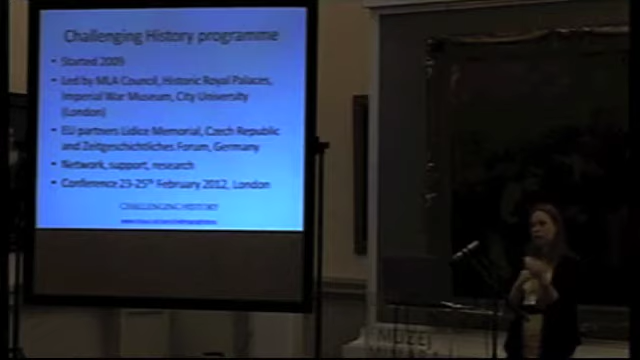 Challenging History programme
• Started 2009
• Led by MLA Council, Historic Royal Palaces,
Imperial War Museum, City University
(London)
• EU partners Lidice Memorial, Czech Republic
and Zeitgeschichtliches Forum, Germany
• Network, support, research
• Conference 23-25th February 2012, London
CHALLENGING HISTORY